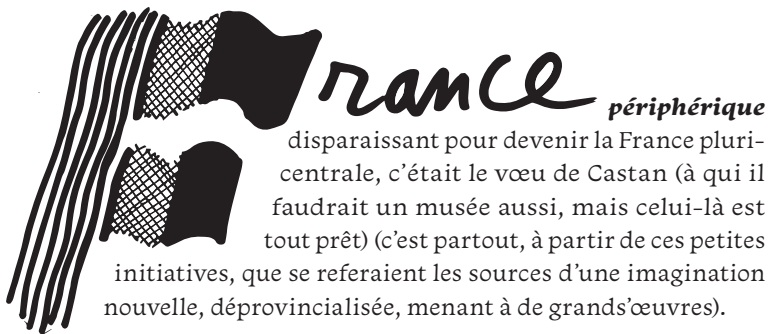 France périphérique
disparaissant pour devenir la France pluri-
centrale, c’était le vœu de Castan (à qui il
faudrait un musée aussi, mais celui-là est
tout prêt) (c’est partout, à partir de ces petites
initiatives, que se referaient les sources d’une imagination
nouvelle, déprovincialisée, menant à de grands’œuvres).